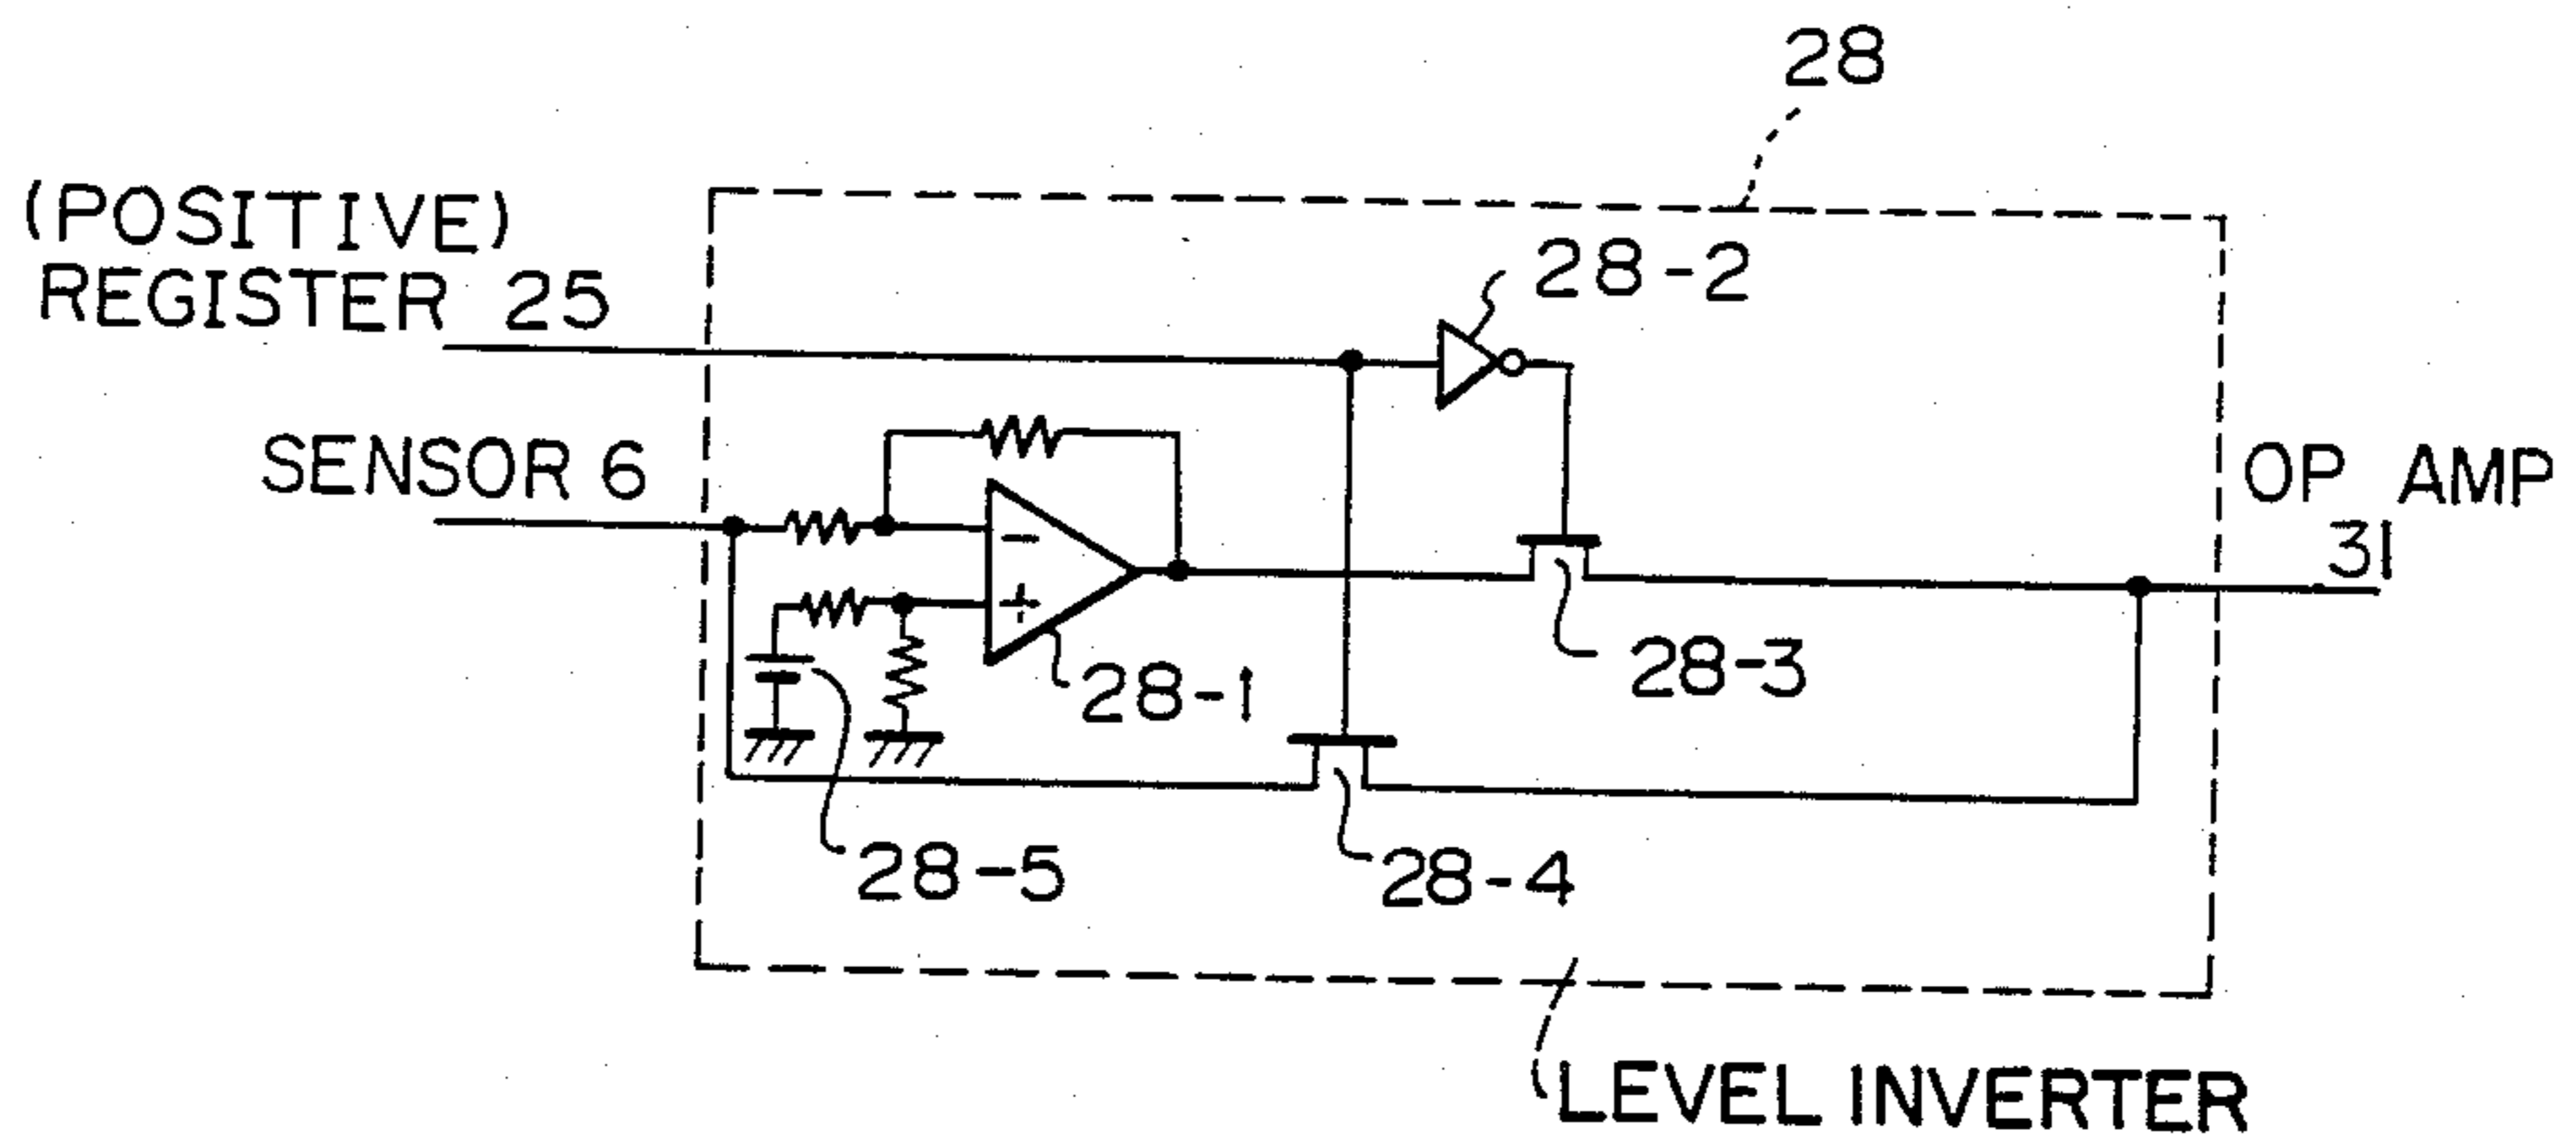 28
(POSITIVE)
REGISTER 25
28-2
SENSOR 6
OP AMP
31
−
+
28-1
28-3
28-5
28-4
LEVEL INVERTER